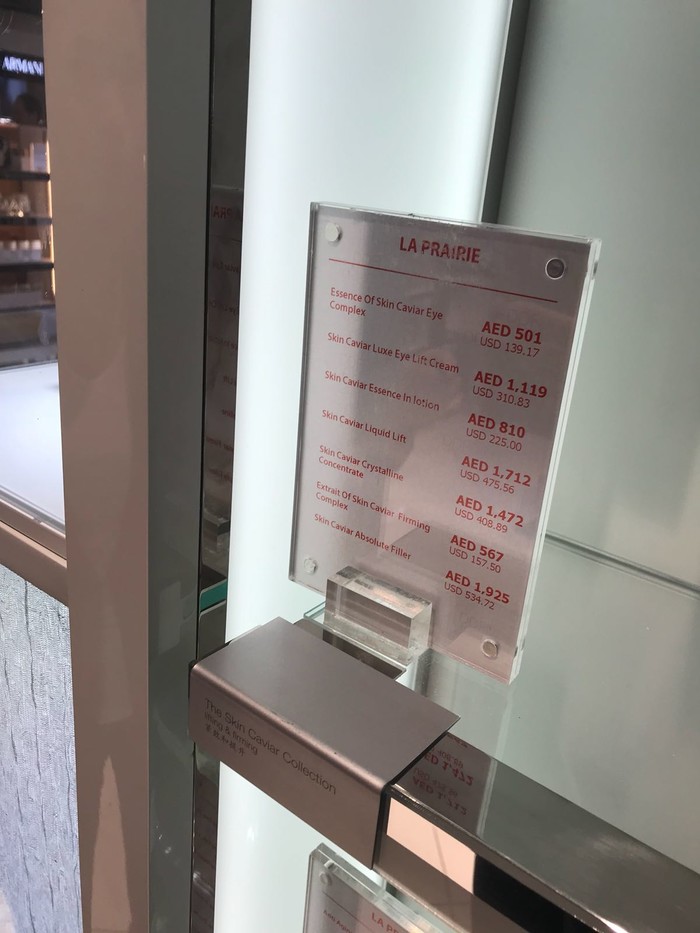 ARMANI
LA PRAIRIE
Essence Of Skin Caviar Eye
Complex
AED 501
USD 139.17
Skin Caviar Luxe Eye Lift Cream
AED 1,119
USD 310.83
Skin Caviar Essence In lotion
AED 810
USD 225.00
Skin Caviar Liquid Lift
AED 1,712
USD 475.56
Skin Caviar Crystalline
Concentrate
AED 1,472
USD 408.89
Extrait Of Skin Caviar Firming
Complex
AED 567
USD 157.50
Skin Caviar Absolute Filler
AED 1,925
USD 534.72
The Skin Caviar Collection
lifting & firming